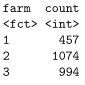 farm count
<fct> <int>
1 457
2 1074
3 994